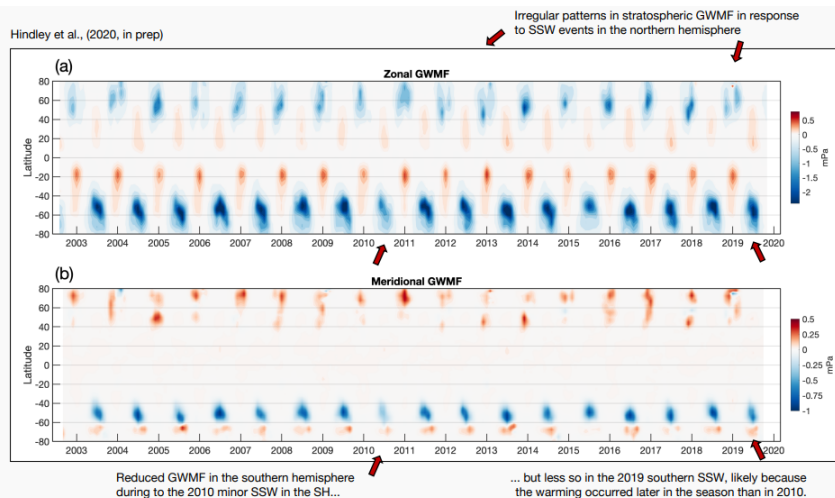 Irregular patterns in stratospheric GWMF in response
to SSW events in the northern hemisphere
Hindley et al., (2020, in prep)
(a)
Zonal GWMF
80
60
40
20
0
-20
-40
-60
-80
Latitude
2003 2004 2005 2006 2007 2008 2009 2010 2011 2012 2013 2014 2015 2016 2017 2018 2019 2020
0.5
0
-0.5
-1
-1.5
-2
mPa
(b)
Meridional GWMF
80
60
40
20
0
-20
-40
-60
-80
Latitude
2003 2004 2005 2006 2007 2008 2009 2010 2011 2012 2013 2014 2015 2016 2017 2018 2019 2020
0.5
0
-0.5
-1
mPa
Reduced GWMF in the southern hemisphere
during to the 2010 minor SSW in the SH...
... but less so in the 2019 southern SSW, likely because
the warming occurred later in the season than in 2010.